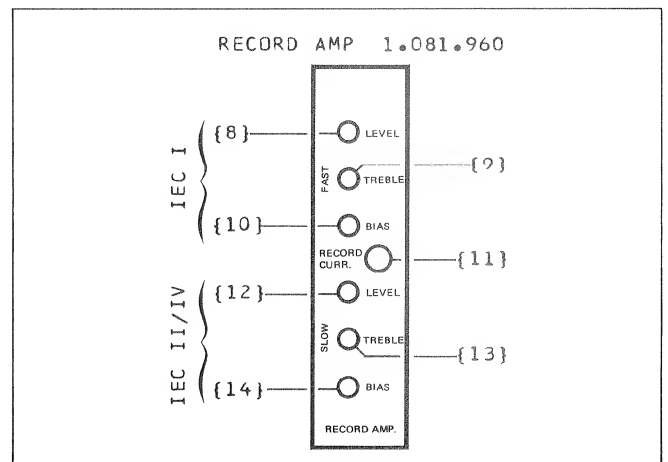 RECORD AMP 1.081.960
{8} LEVEL
{9}
FAST TREBLE
IEC I
{10} BIAS
RECORD
CURR. {11}
{12} LEVEL
IEC II/IV
SLOW TREBLE
{13}
{14} BIAS
RECORD AMP.